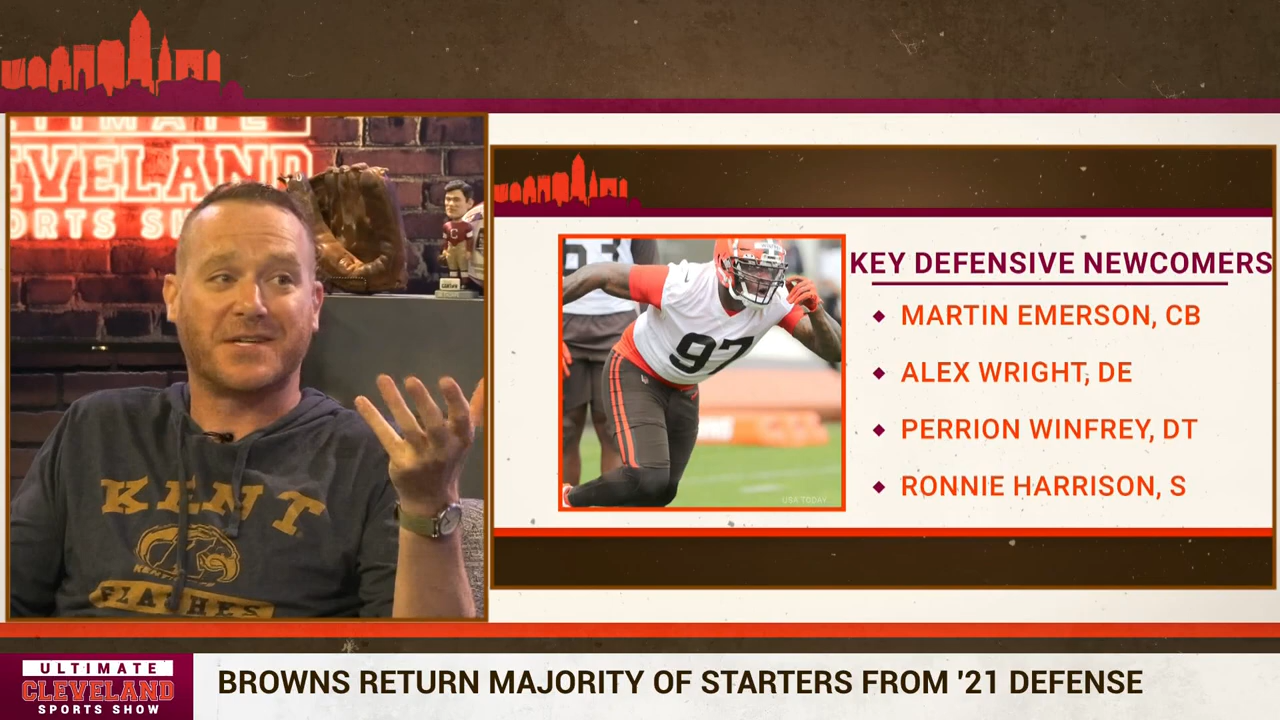 ULTIMATE
CLEVELAND
SPORTS SHOW
KENT
FLASHES
97
USA TODAY
KEY DEFENSIVE NEWCOMERS
MARTIN EMERSON, CB
ALEX WRIGHT, DE
PERRION WINFREY, DT
RONNIE HARRISON, S
ULTIMATE
CLEVELAND
SPORTS SHOW
BROWNS RETURN MAJORITY OF STARTERS FROM '21 DEFENSE